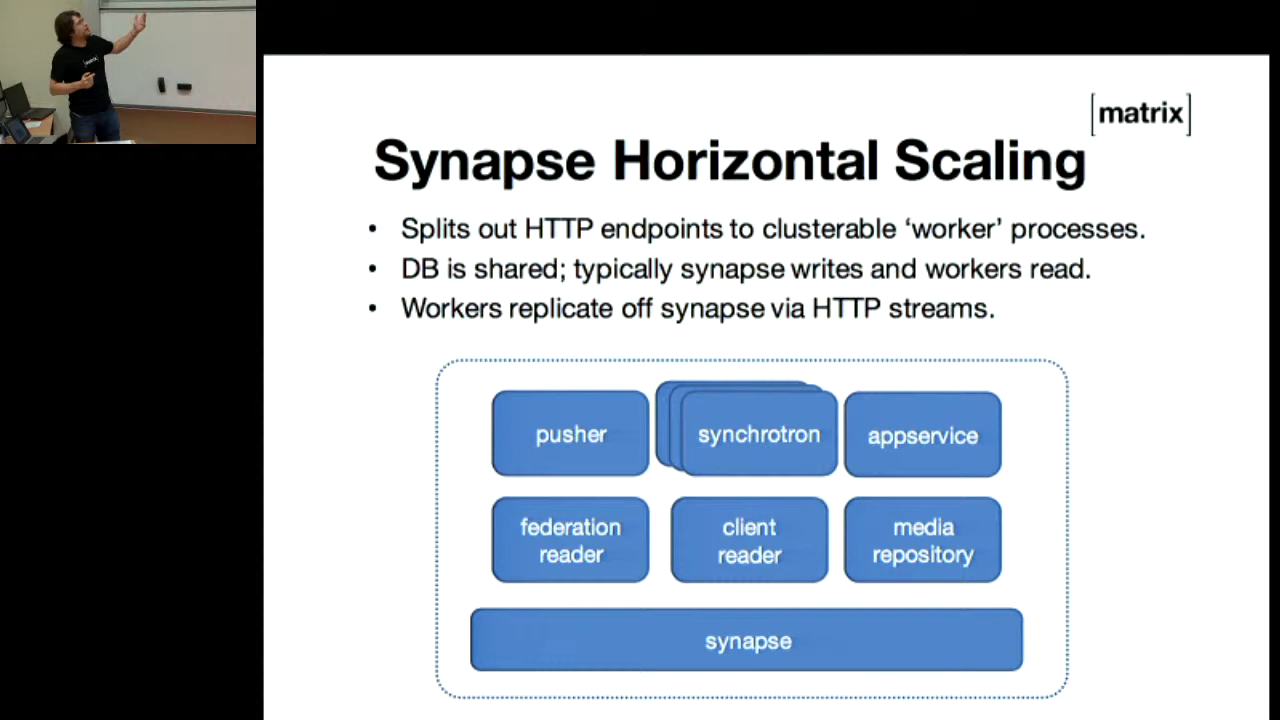 [matrix]
[matrix]
Synapse Horizontal Scaling
• Splits out HTTP endpoints to clusterable ‘worker’ processes.
• DB is shared; typically synapse writes and workers read.
• Workers replicate off synapse via HTTP streams.
pusher
synchrotron
appservice
federation
reader
client
reader
media
repository
synapse